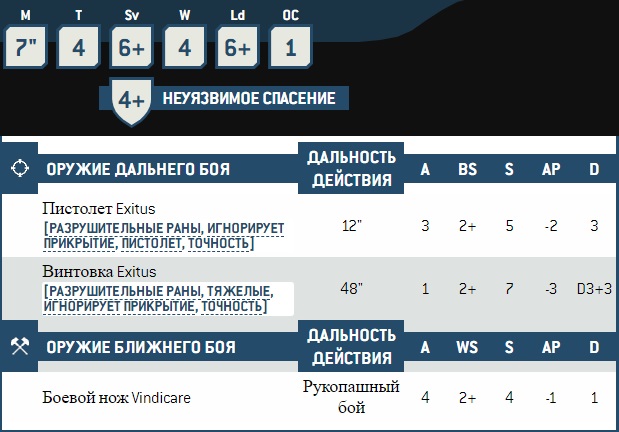 M T Sv W Ld OC
7" 4 6+ 4 6+ 1
4+ НЕУЯЗВИМОЕ СПАСЕНИЕ
ОРУЖИЕ ДАЛЬНЕГО БОЯ ДАЛЬНОСТЬ ДЕЙСТВИЯ A BS S AP D
Пистолет Exitus
[РАЗРУШИТЕЛЬНЫЕ РАНЫ, ИГНОРИРУЕТ
ПРИКРЫТИЕ, ПИСТОЛЕТ, ТОЧНОСТЬ]
12" 3 2+ 5 -2 3
Винтовка Exitus
[РАЗРУШИТЕЛЬНЫЕ РАНЫ, ТЯЖЕЛЫЕ,
ИГНОРИРУЕТ ПРИКРЫТИЕ, ТОЧНОСТЬ]
48" 1 2+ 7 -3 D3+3
ОРУЖИЕ БЛИЖНЕГО БОЯ ДАЛЬНОСТЬ ДЕЙСТВИЯ A WS S AP D
Боевой нож Vindicare Рукопашный бой 4 2+ 4 -1 1